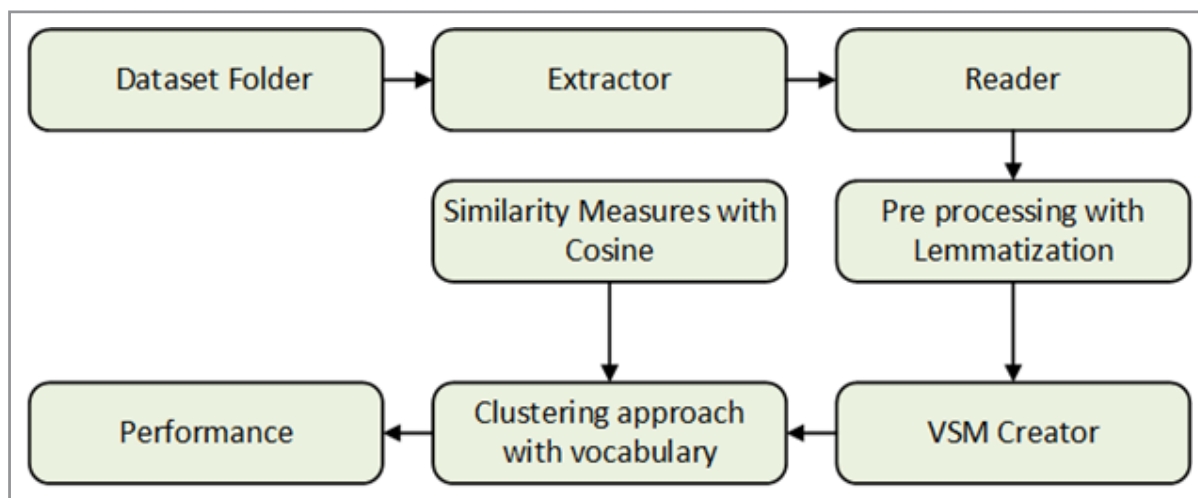 Dataset Folder
Extractor
Reader
Similarity Measures with
Cosine
Pre processing with
Lemmatization
Performance
Clustering approach
with vocabulary
VSM Creator